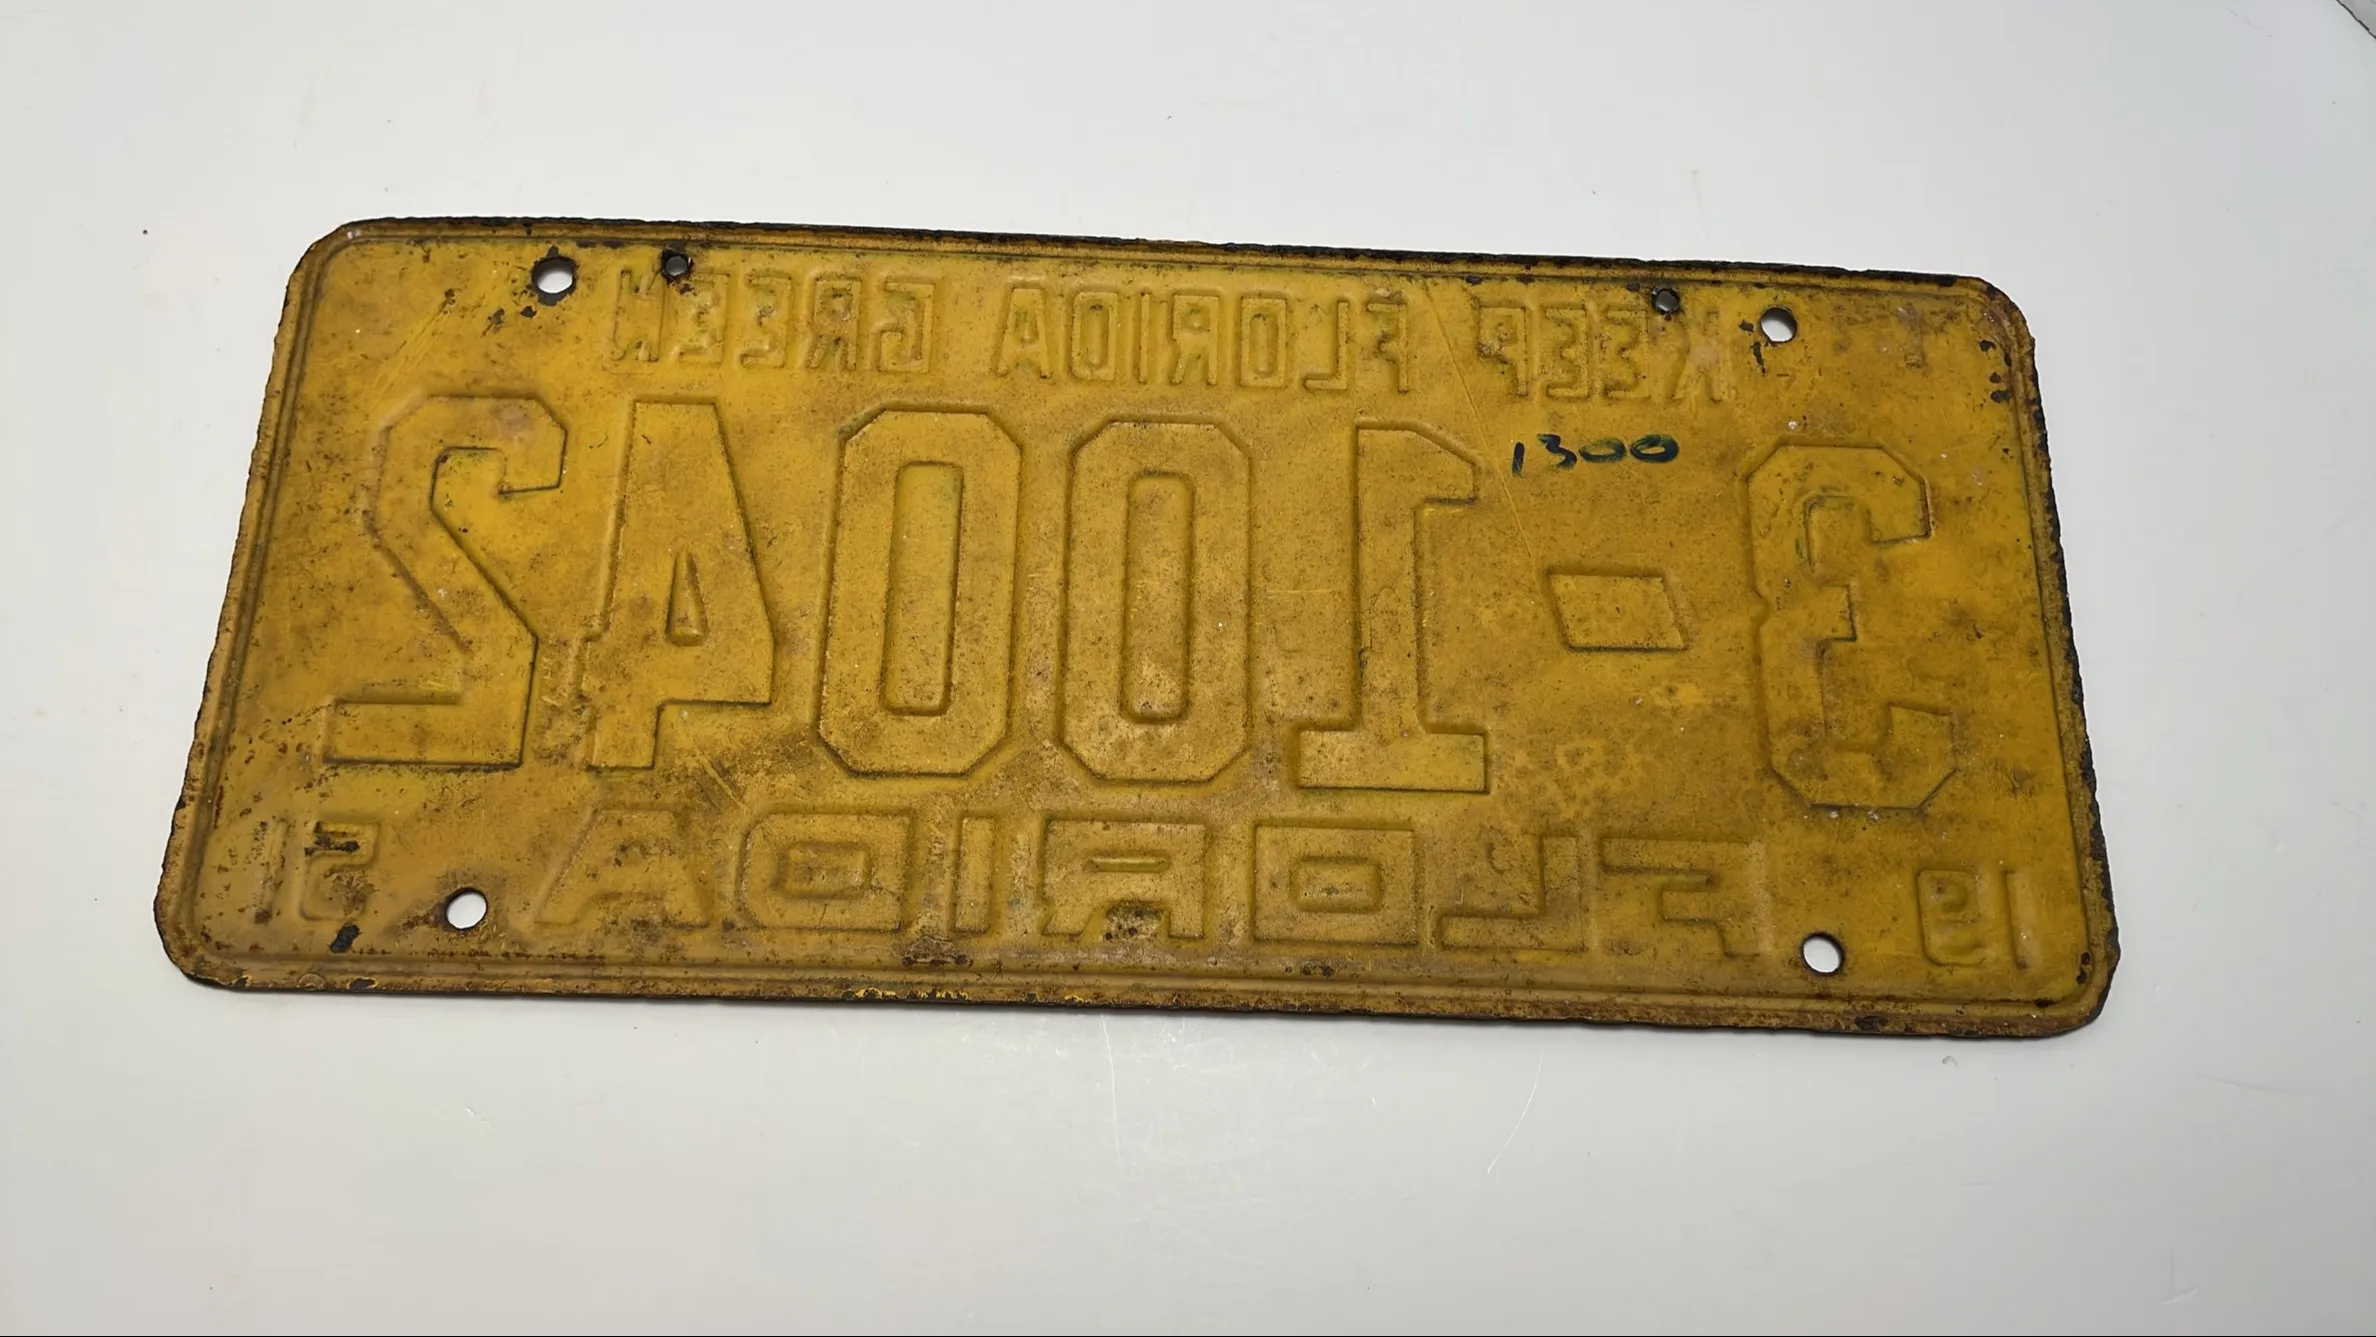 KEEP FLORIDA GREEN
1300
3-10042
19 FLORIDA 51